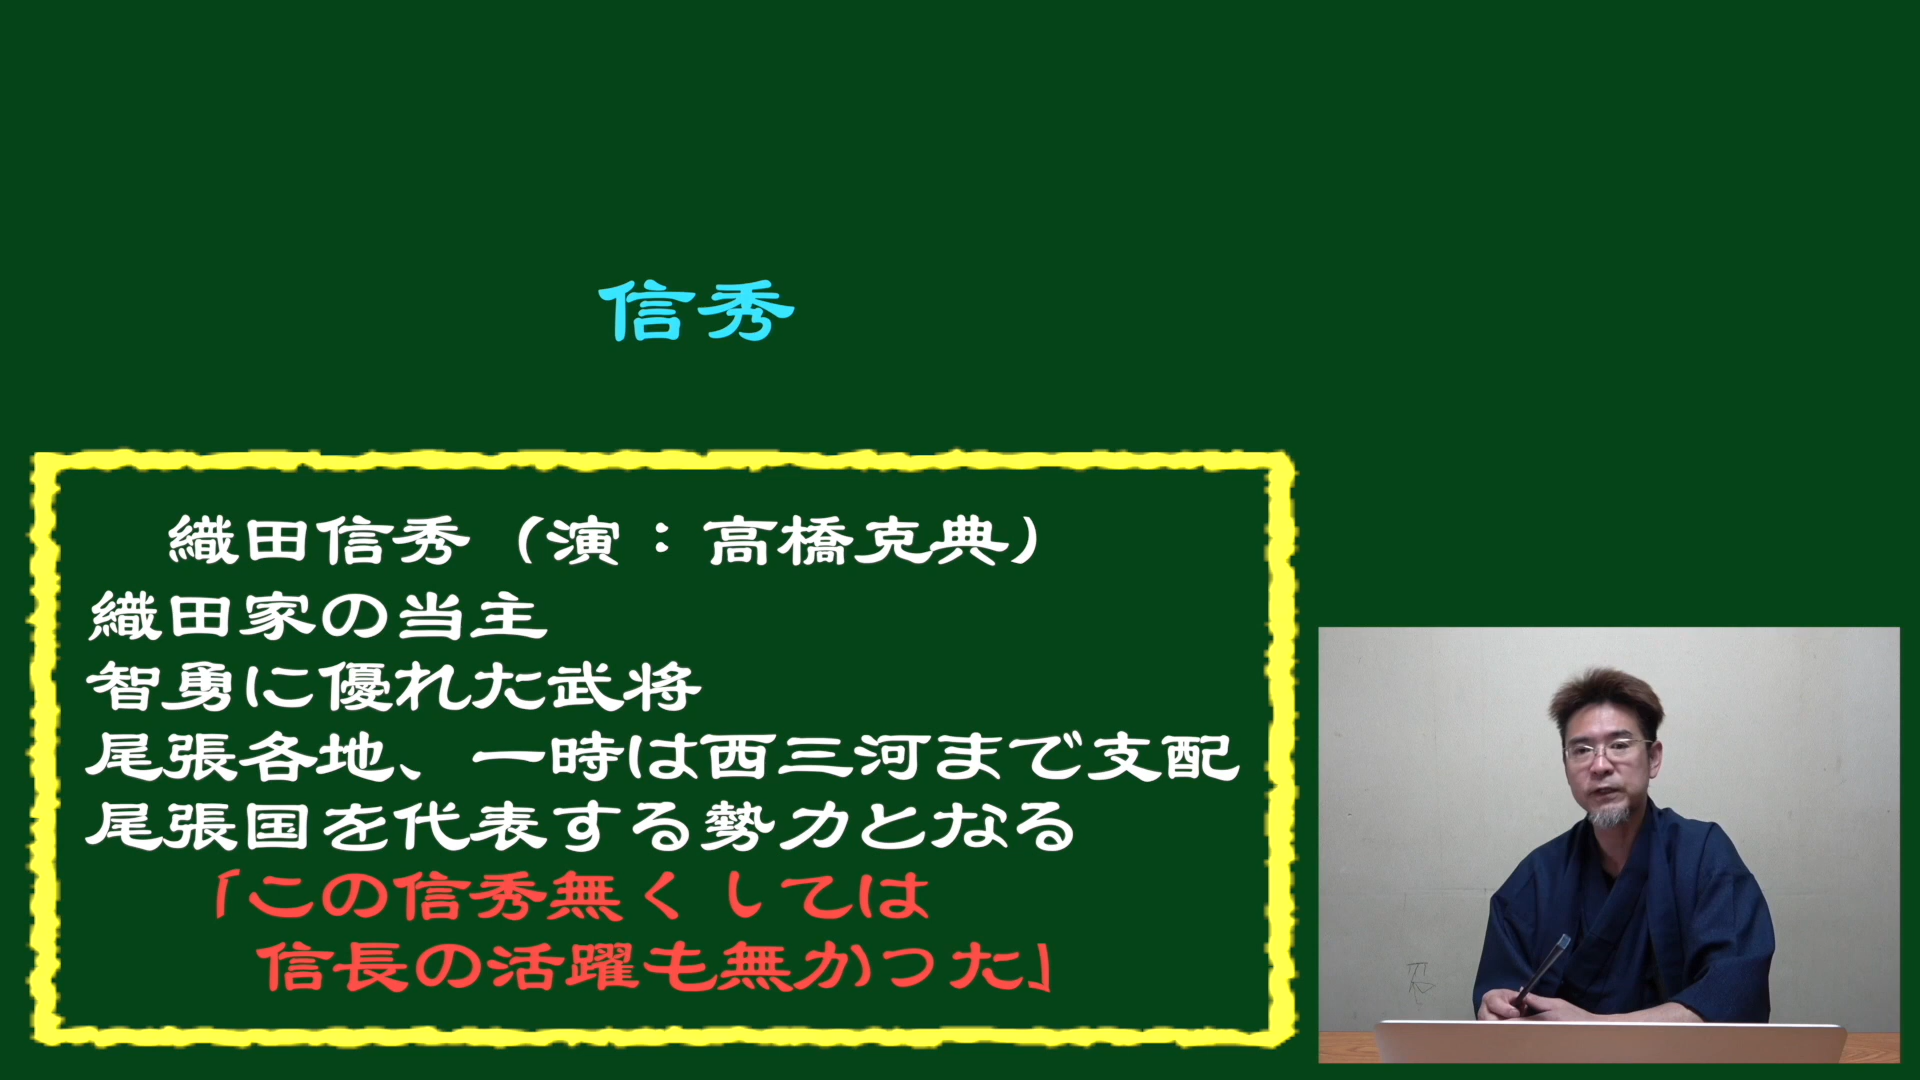 信秀
織田信秀（演：高橋克典）
織田家の当主
智勇に優れた武将
尾張各地、一時は西三河まで支配
尾張国を代表する勢力となる
「この信秀無くしては
信長の活躍も無かった」